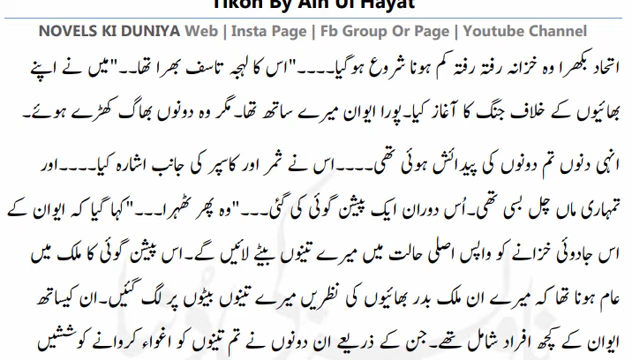 Tikon By Ain Ul Hayat
NOVELS KI DUNIYA Web | Insta Page | Fb Group Or Page | Youtube Channel
اتحاد بکھرا وہ خزانہ رفتہ رفتہ کم ہونا شروع ہو گیا۔۔۔۔"اس کا لہجہ تاسف بھرا تھا۔۔"میں نے اپنے
بھائیوں کے خلاف جنگ کا آغاز کیا۔پورا ایوان میرے ساتھ تھا۔مگر وہ دونوں بھاگ کھڑے ہوئے۔
انہی دنوں تم دونوں کی پیدائش ہوئی تھی۔۔۔۔اس نے ثمر اور کاسپر کی جانب اشارہ کیا۔۔۔۔اور
تمہاری ماں چل بسی تھی۔اُس دوران ایک پیشن گوئی کی گئی۔۔۔"وہ پھر ٹھہرا۔۔۔"کہا گیا کہ ایوان کے
اس جادوئی خزانے کو واپس اصلی حالت میں میرے تینوں بیٹے لائیں گے۔اس پیشن گوئی کا ملک میں
عام ہونا تھا کہ میرے ان ملک بدر بھائیوں کی نظریں میرے تینوں بیٹوں پر لگ گئیں۔ان کیساتھ
ایوان کے کچھ افراد شامل تھے۔جن کے ذریعے ان دونوں نے تم تینوں کو اغواء کروانے کو ششیں